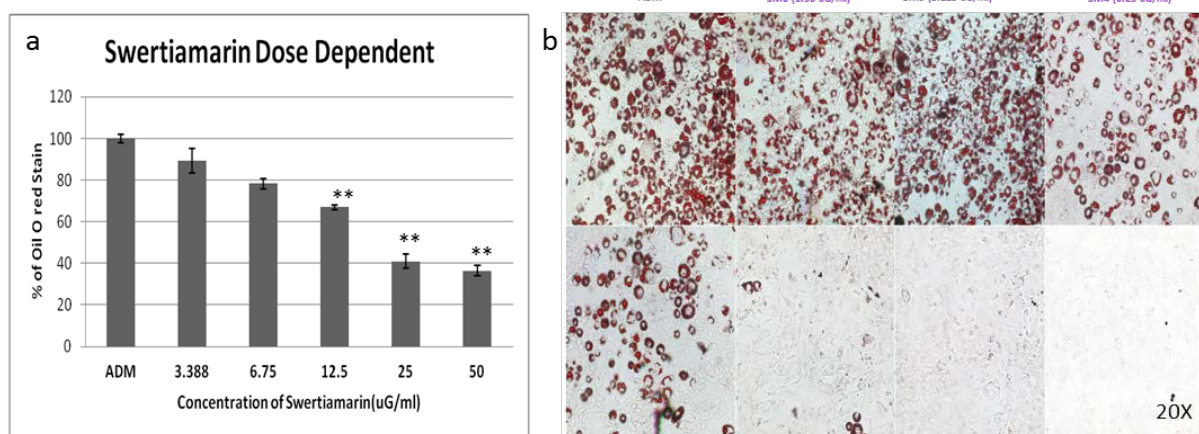 a
Swertiamarin Dose Dependent
% of Oil O red Stain
120
100
80
60
40
20
0
ADM 3.388 6.75 12.5 25 50
** ** **
Concentration of Swertiamarin(uG/ml)
b
20X